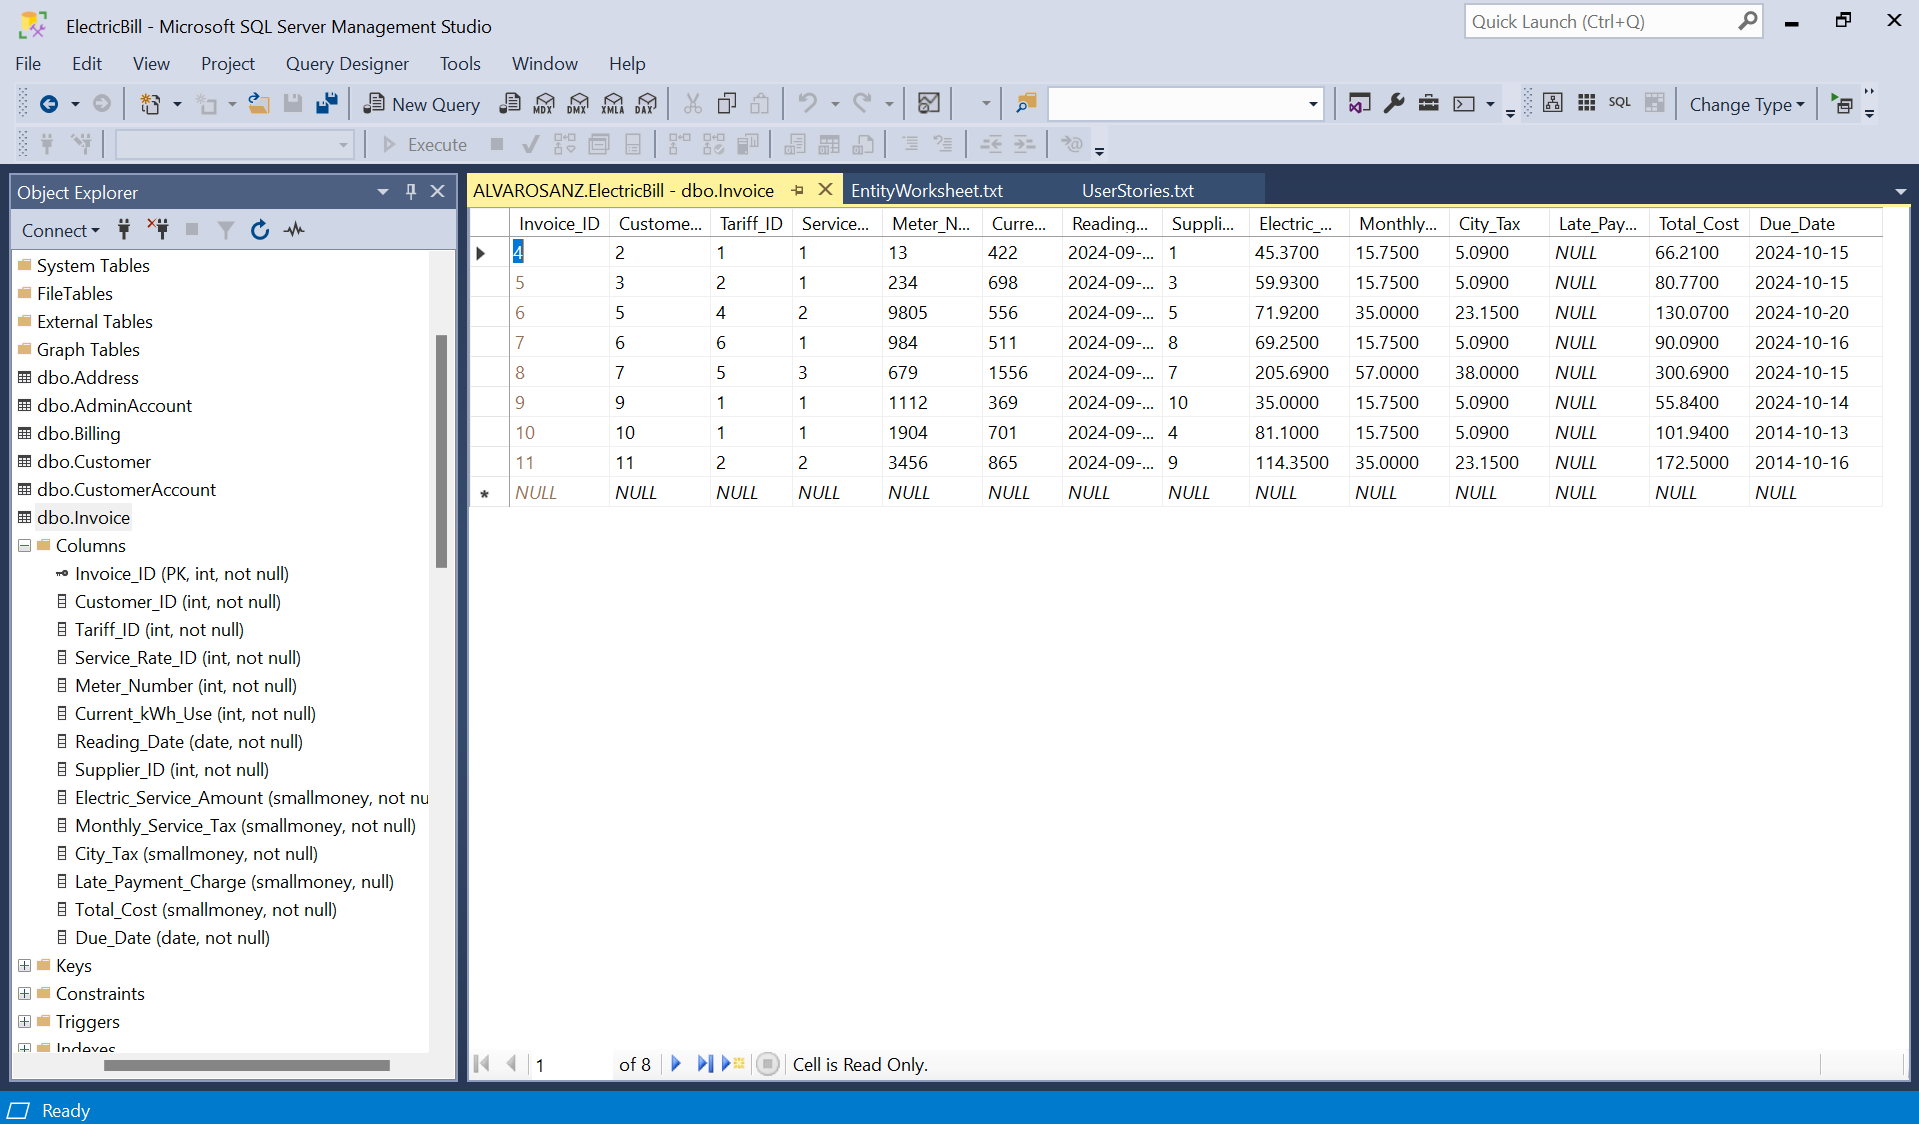 ElectricBill - Microsoft SQL Server Management Studio
Quick Launch (Ctrl+Q)
File Edit View Project Query Designer Tools Window Help
New Query MDX DMX XMLA DAX SQL Change Type
Execute
Object Explorer
Connect
System Tables
FileTables
External Tables
Graph Tables
dbo.Address
dbo.AdminAccount
dbo.Billing
dbo.Customer
dbo.CustomerAccount
dbo.Invoice
Columns
Invoice_ID (PK, int, not null)
Customer_ID (int, not null)
Tariff_ID (int, not null)
Service_Rate_ID (int, not null)
Meter_Number (int, not null)
Current_kWh_Use (int, not null)
Reading_Date (date, not null)
Supplier_ID (int, not null)
Electric_Service_Amount (smallmoney, not nu
Monthly_Service_Tax (smallmoney, not null)
City_Tax (smallmoney, not null)
Late_Payment_Charge (smallmoney, null)
Total_Cost (smallmoney, not null)
Due_Date (date, not null)
Keys
Constraints
Triggers
Indexes
ALVAROSANZ.ElectricBill - dbo.Invoice EntityWorksheet.txt UserStories.txt
Invoice_ID Custome... Tariff_ID Service... Meter_N... Curre... Reading... Suppli... Electric_... Monthly... City_Tax Late_Pay... Total_Cost Due_Date
4 2 1 1 13 422 2024-09-... 1 45.3700 15.7500 5.0900 NULL 66.2100 2024-10-15
5 3 2 1 234 698 2024-09-... 3 59.9300 15.7500 5.0900 NULL 80.7700 2024-10-15
6 5 4 2 9805 556 2024-09-... 5 71.9200 35.0000 23.1500 NULL 130.0700 2024-10-20
7 6 6 1 984 511 2024-09-... 8 69.2500 15.7500 5.0900 NULL 90.0900 2024-10-16
8 7 5 3 679 1556 2024-09-... 7 205.6900 57.0000 38.0000 NULL 300.6900 2024-10-15
9 9 1 1 1112 369 2024-09-... 10 35.0000 15.7500 5.0900 NULL 55.8400 2024-10-14
10 10 1 1 1904 701 2024-09-... 4 81.1000 15.7500 5.0900 NULL 101.9400 2014-10-13
11 11 2 2 3456 865 2024-09-... 9 114.3500 35.0000 23.1500 NULL 172.5000 2014-10-16
NULL NULL NULL NULL NULL NULL NULL NULL NULL NULL NULL NULL NULL NULL
1 of 8 Cell is Read Only.
Ready